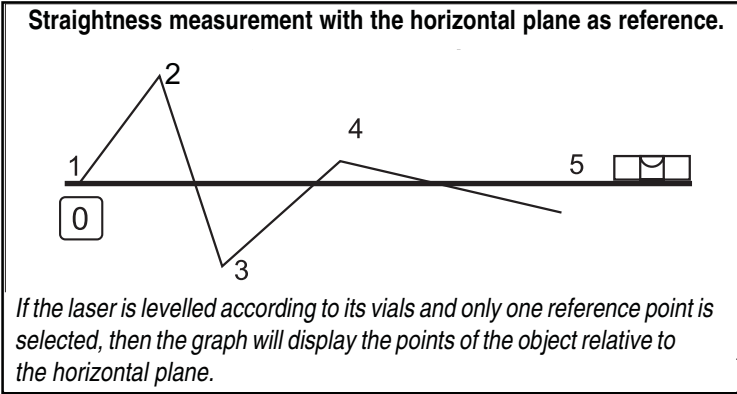 Straightness measurement with the horizontal plane as reference.
2
4
1
5
0
3
If the laser is levelled according to its vials and only one reference point is
selected, then the graph will display the points of the object relative to
the horizontal plane.